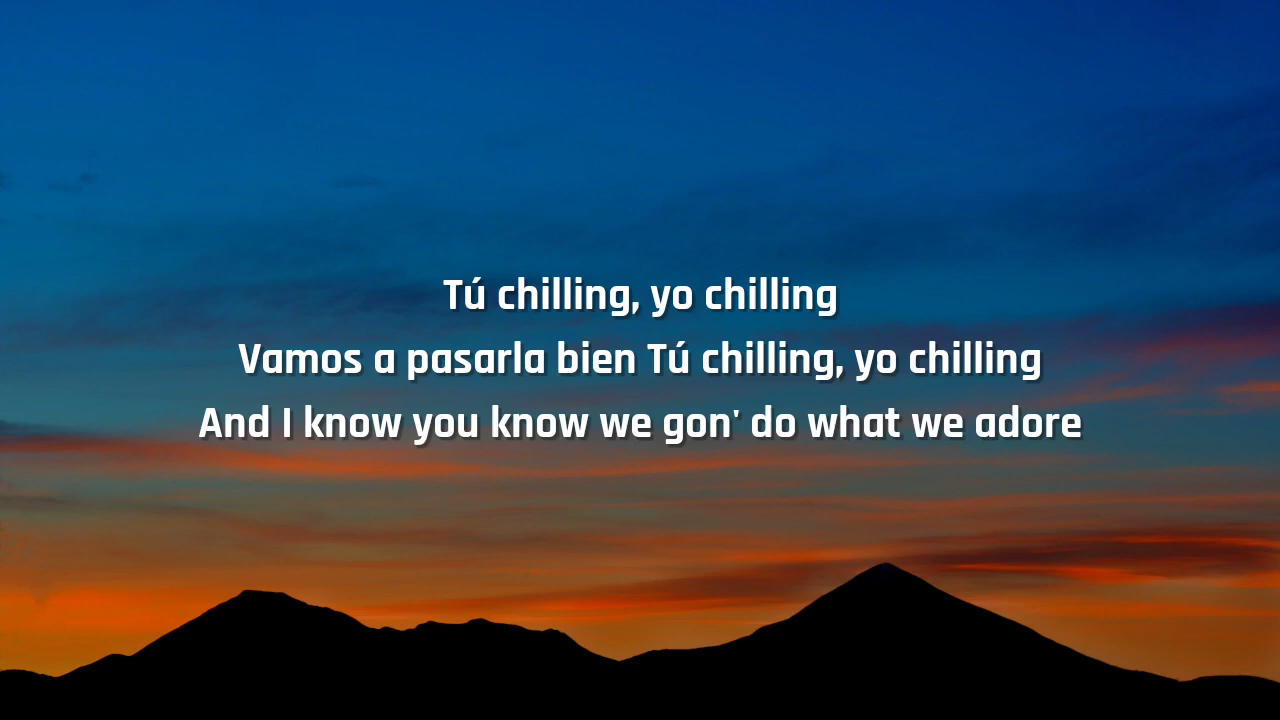 Tú chilling, yo chilling
Vamos a pasarla bien Tú chilling, yo chilling
And I know you know we gon' do what we adore